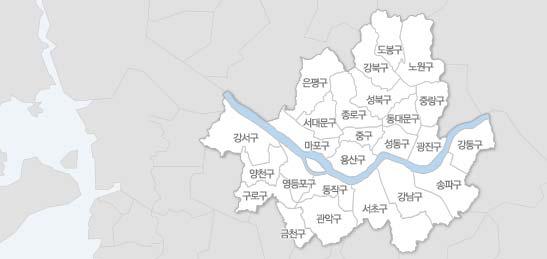 도봉구
강북구
노원구
은평구
성북구
중랑구
종로구
서대문구
동대문구
강서구
중구
마포구
성동구
광진구
강동구
용산구
양천구
영등포구
동작구
송파구
구로구
강남구
서초구
관악구
금천구